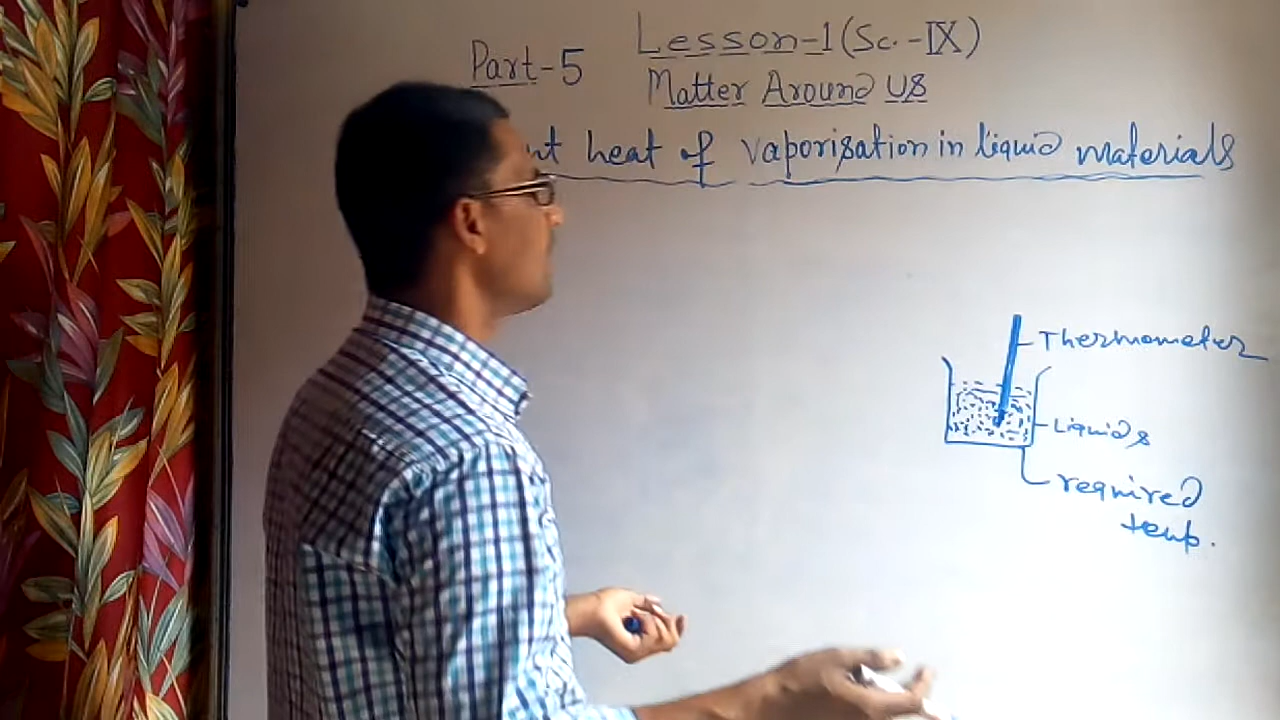 Part-5 Lesson-1 (Sc.-IX)
Matter Around us
nt heat of vaporisation in liquid materials
Thermometer
Liquids
required
temp.